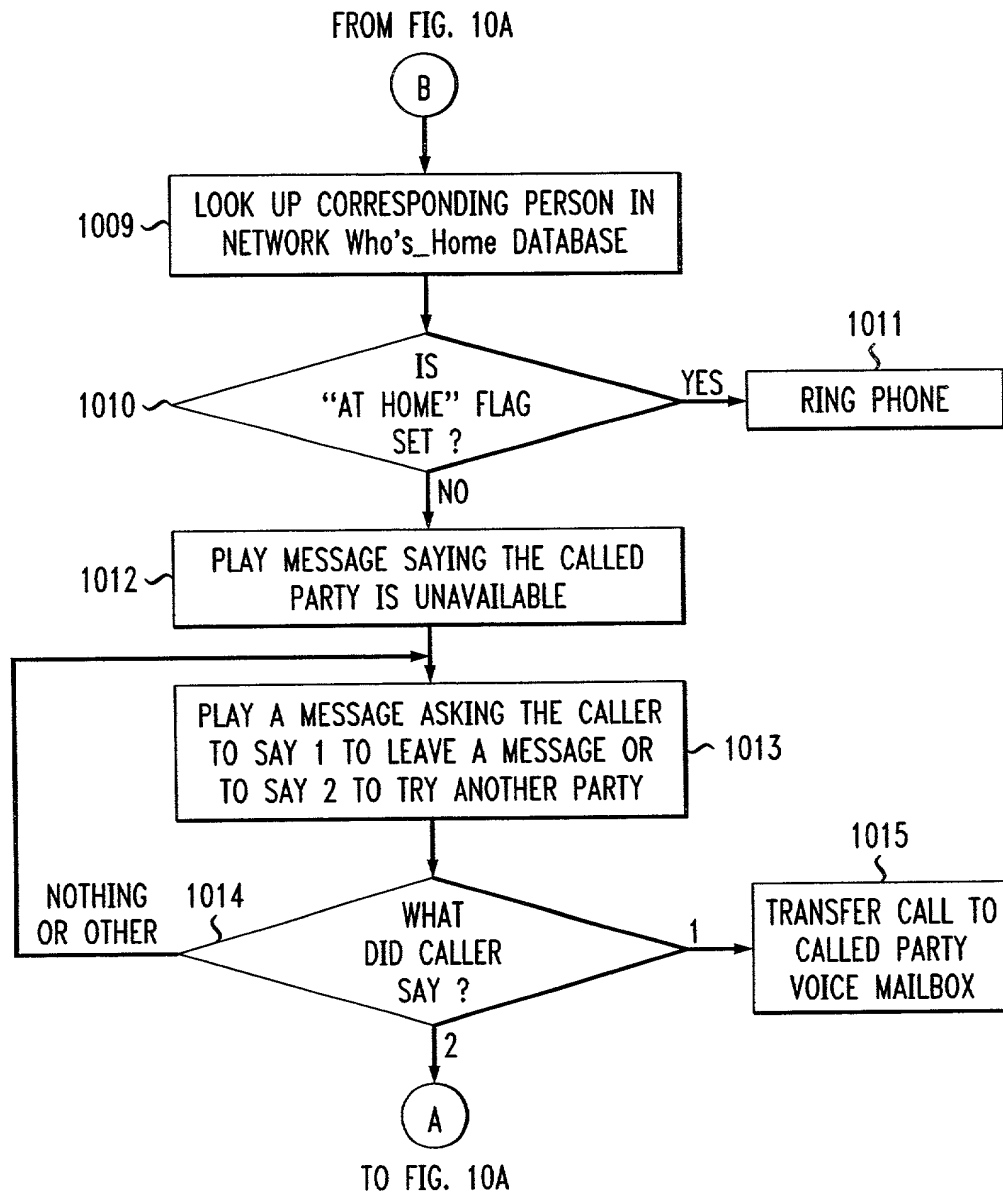 FROM FIG. 10A
B
1009
LOOK UP CORRESPONDING PERSON IN
NETWORK Who's_Home DATABASE
1010
IS
“AT HOME” FLAG
SET ?
YES
1011
RING PHONE
NO
1012
PLAY MESSAGE SAYING THE CALLED
PARTY IS UNAVAILABLE
PLAY A MESSAGE ASKING THE CALLER
TO SAY 1 TO LEAVE A MESSAGE OR
TO SAY 2 TO TRY ANOTHER PARTY
1013
NOTHING
OR OTHER
1014
WHAT
DID CALLER
SAY ?
1
1015
TRANSFER CALL TO
CALLED PARTY
VOICE MAILBOX
2
A
TO FIG. 10A